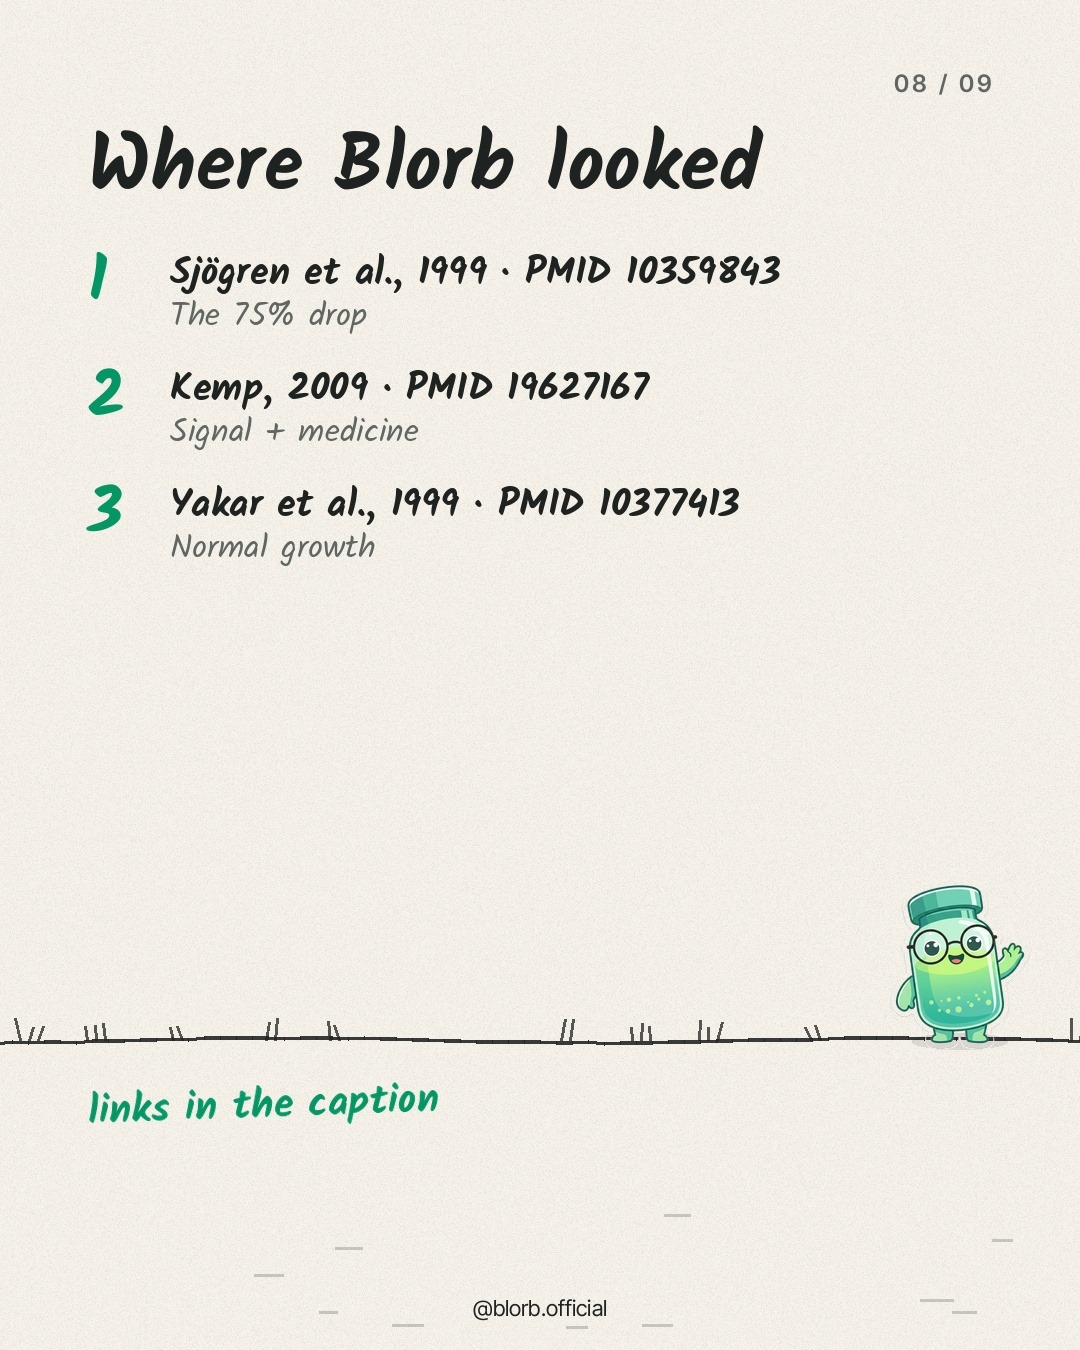 08 / 09
Where Blorb looked
1 Sjögren et al., 1999 · PMID 10359843
The 75% drop
2 Kemp, 2009 · PMID 19627167
Signal + medicine
3 Yakar et al., 1999 · PMID 10377413
Normal growth
links in the caption
@blorb.official